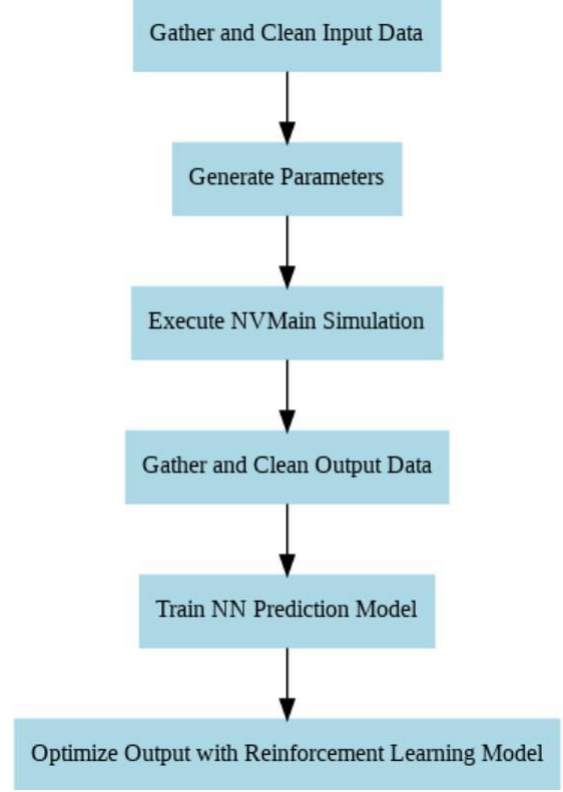 Gather and Clean Input Data
Generate Parameters
Execute NVMain Simulation
Gather and Clean Output Data
Train NN Prediction Model
Optimize Output with Reinforcement Learning Model